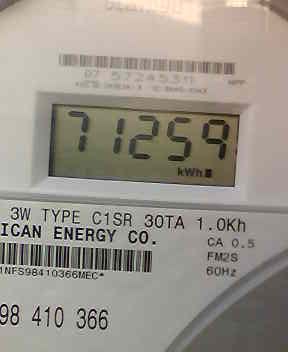 07 57245311
71259
kWh
3W TYPE C1SR 30TA 1.0Kh
ICAN ENERGY CO.
CA 0.5
FM2S
60Hz
1NFS98410366MEC*
98 410 366